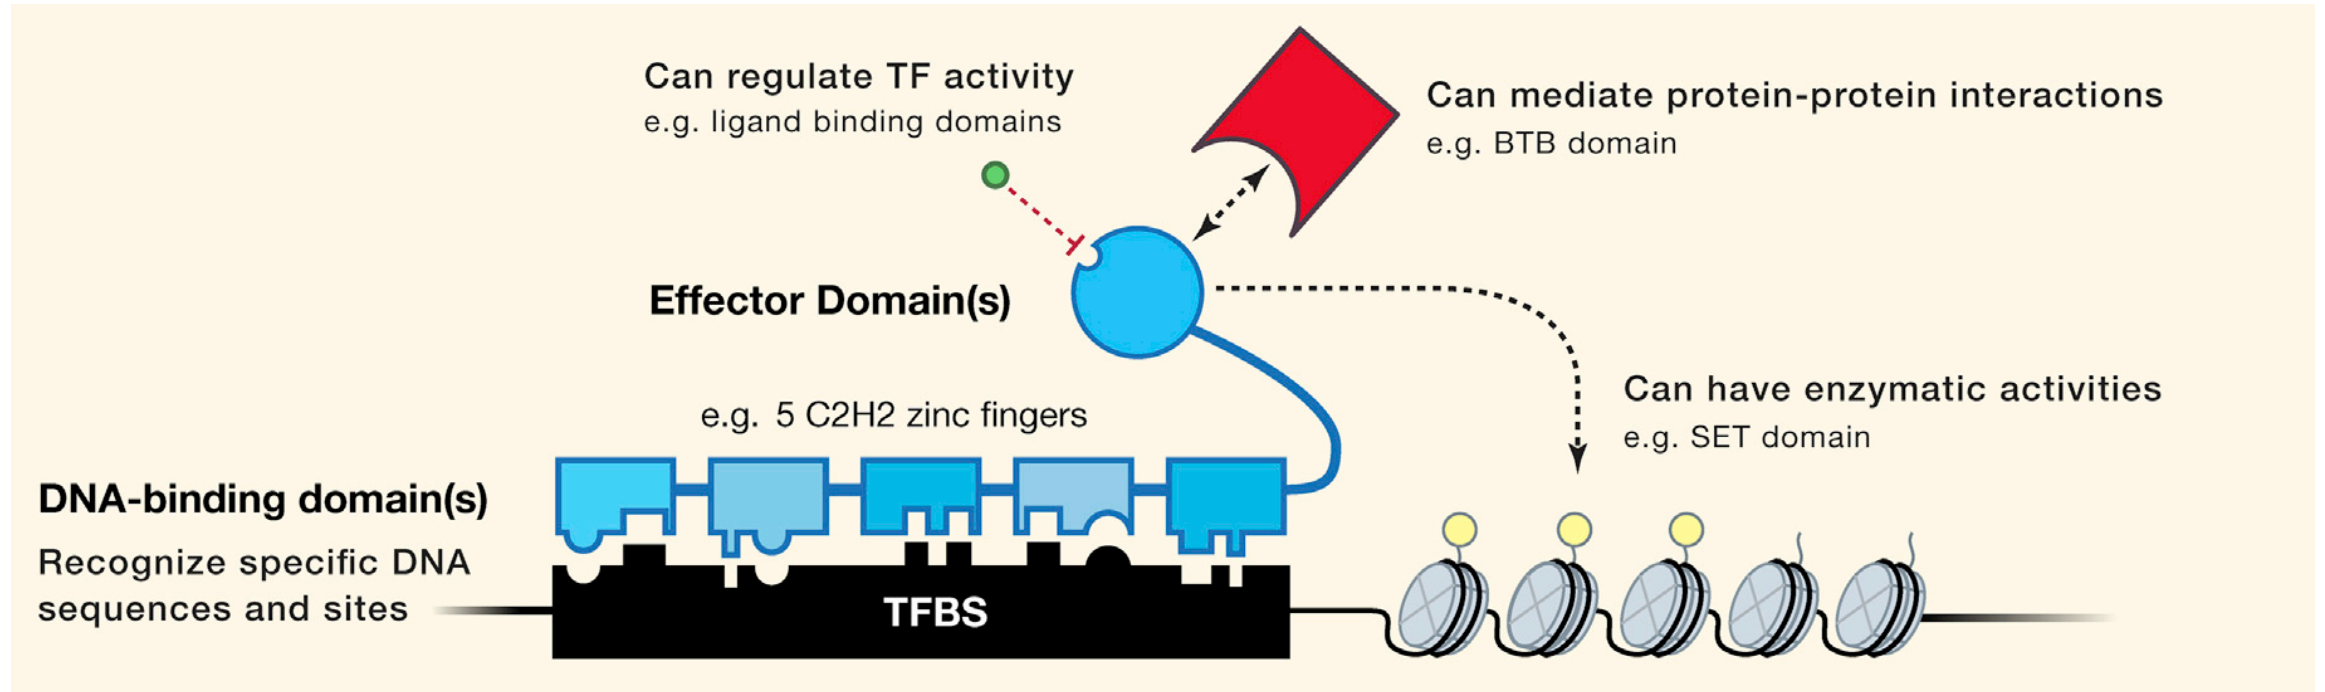 Can regulate TF activity
e.g. ligand binding domains
Can mediate protein-protein interactions
e.g. BTB domain
Effector Domain(s)
Can have enzymatic activities
e.g. SET domain
e.g. 5 C2H2 zinc fingers
DNA-binding domain(s)
Recognize specific DNA
sequences and sites
TFBS